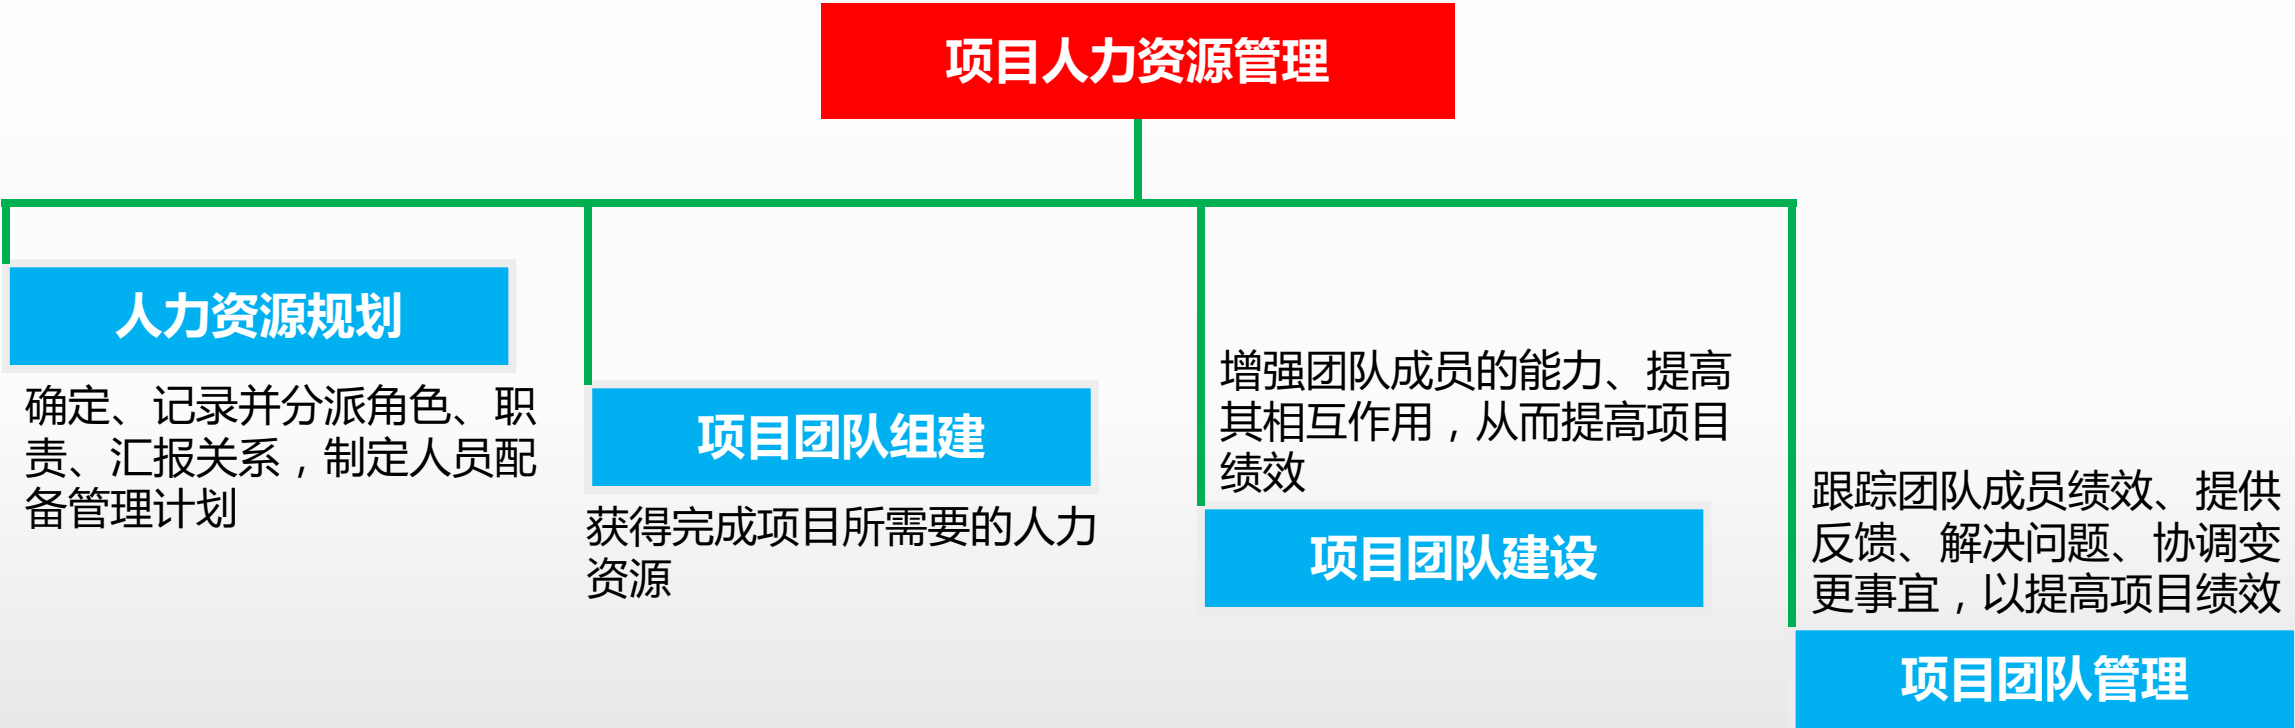 项目人力资源管理
人力资源规划
确定、记录并分派角色、职
责、汇报关系，制定人员配
备管理计划
项目团队组建
获得完成项目所需要的人力
资源
增强团队成员的能力、提高
其相互作用，从而提高项目
绩效
项目团队建设
跟踪团队成员绩效、提供
反馈、解决问题、协调变
更事宜，以提高项目绩效
项目团队管理